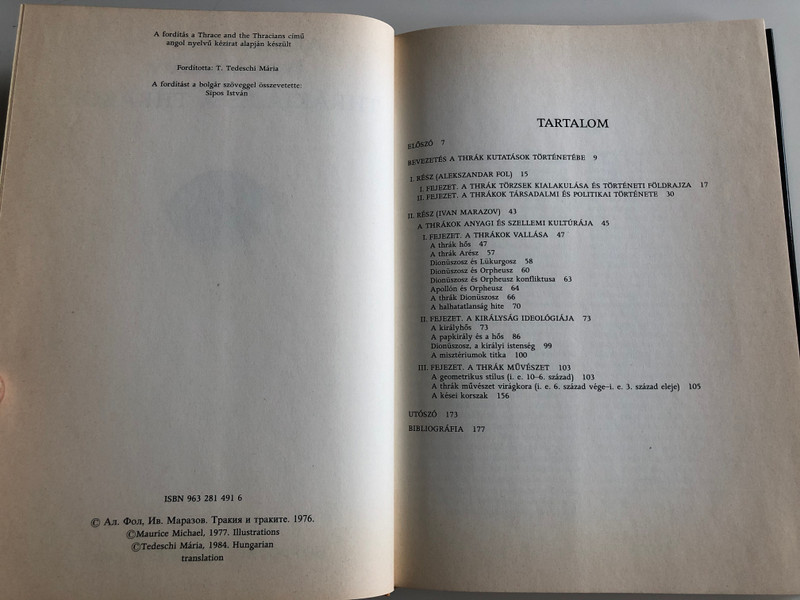 A fordítás a Thrace and the Thracians című
angol nyelvű kézirat alapján készült
Fordította: T. Tedeschi Mária
A fordítást a bolgár szöveggel összevetette:
Sipos István
ISBN 963 281 491 6
© Ал. Фол, Ив. Маразов. Тракия и траките. 1976.
©Maurice Michael, 1977. Illustrations
©Tedeschi Mária, 1984. Hungarian
translation
TARTALOM
ELŐSZÓ 7
BEVEZETÉS A THRÁK KUTATÁSOK TÖRTÉNETÉBE 9
I. RÉSZ (ALEKSZANDAR FOL) 15
I. FEJEZET. A THRÁK TÖRZSEK KIALAKULÁSA ÉS TÖRTÉNETI FÖLDRAJZA 17
II. FEJEZET. A THRÁKOK TÁRSADALMI ÉS POLITIKAI TÖRTÉNETE 30
II. RÉSZ (IVAN MARAZOV) 43
A THRÁKOK ANYAGI ÉS SZELLEMI KULTÚRÁJA 45
I. FEJEZET. A THRÁKOK VALLÁSA 47
A thrák hős 47
A thrák Arész 57
Dionüszosz és Lükurgosz 58
Dionüszosz és Orpheusz 60
Dionüszosz és Orpheusz konfliktusa 63
Apollón és Orpheusz 64
A thrák Dionüszosz 66
A halhatatlanság hite 70
II. FEJEZET. A KIRÁLYSÁG IDEOLÓGIÁJA 73
A királyhős 73
A papkirály és a hős 86
Dionüszosz, a királyi istenség 99
A misztériumok titka 100
III. FEJEZET. A THRÁK MŰVÉSZET 103
A geometrikus stílus (i. e. 10–6. század) 103
A thrák művészet virágkora (i. e. 6. század vége–i. e. 3. század eleje) 105
A kései korszak 156
UTÓSZÓ 173
BIBLIOGRÁFIA 177